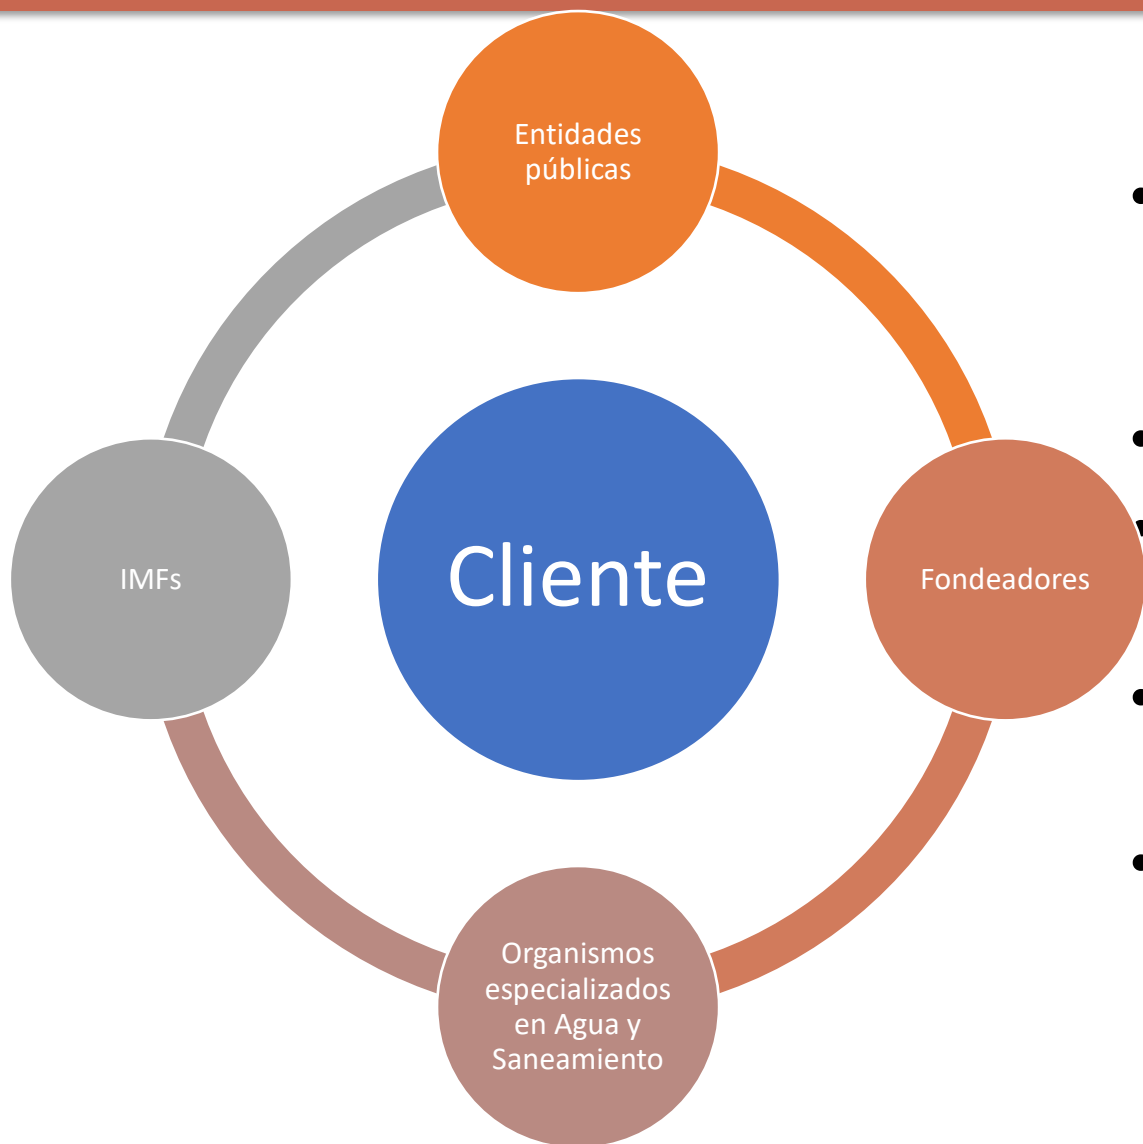 Entidades
públicas
Cliente
IMFs
Fondeadores
Organismos
especializados
en Agua y
Saneamiento